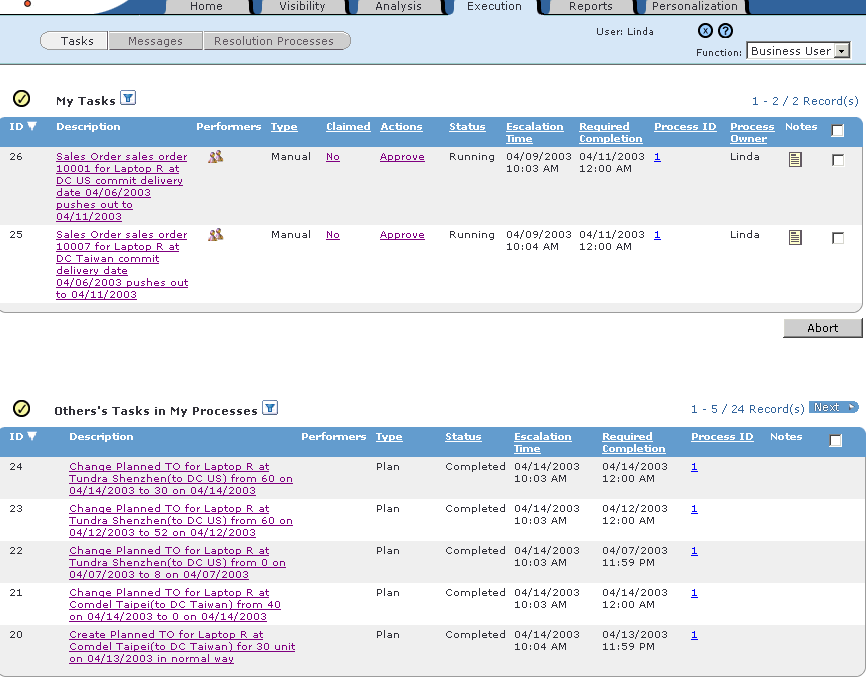 Home Visibility Analysis Execution Reports Personalization
Tasks Messages Resolution Processes
User: Linda
Function: Business User
My Tasks
1 - 2 / 2 Record(s)
ID Description Performers Type Claimed Actions Status Escalation Time Required Completion Process ID Process Owner Notes
26 Sales Order sales order Manual No Approve Running 04/09/2003 04/11/2003 1 Linda
10001 for Laptop R at 10:03 AM 12:00 AM
DC US commit delivery
date 04/06/2003
pushes out to
04/11/2003
25 Sales Order sales order Manual No Approve Running 04/09/2003 04/11/2003 1 Linda
10007 for Laptop R at 10:04 AM 12:00 AM
DC Taiwan commit
delivery date
04/06/2003 pushes out
to 04/11/2003
Abort
Others's Tasks in My Processes
1 - 5 / 24 Record(s) Next
ID Description Performers Type Status Escalation Time Required Completion Process ID Notes
24 Change Planned TO for Laptop R at Plan Completed 04/14/2003 04/14/2003 1
Tundra Shenzhen(to DC US) from 60 on 10:03 AM 12:00 AM
04/14/2003 to 30 on 04/14/2003
23 Change Planned TO for Laptop R at Plan Completed 04/14/2003 04/12/2003 1
Tundra Shenzhen(to DC US) from 60 on 10:03 AM 12:00 AM
04/12/2003 to 52 on 04/12/2003
22 Change Planned TO for Laptop R at Plan Completed 04/14/2003 04/07/2003 1
Tundra Shenzhen(to DC US) from 0 on 10:03 AM 11:59 PM
04/07/2003 to 8 on 04/07/2003
21 Change Planned TO for Laptop R at Plan Completed 04/14/2003 04/14/2003 1
Comdel Taipei(to DC Taiwan) from 40 10:03 AM 12:00 AM
on 04/14/2003 to 0 on 04/14/2003
20 Create Planned TO for Laptop R at Plan Completed 04/14/2003 04/13/2003 1
Comdel Taipei(to DC Taiwan) for 30 unit 10:04 AM 11:59 PM
on 04/13/2003 in normal way